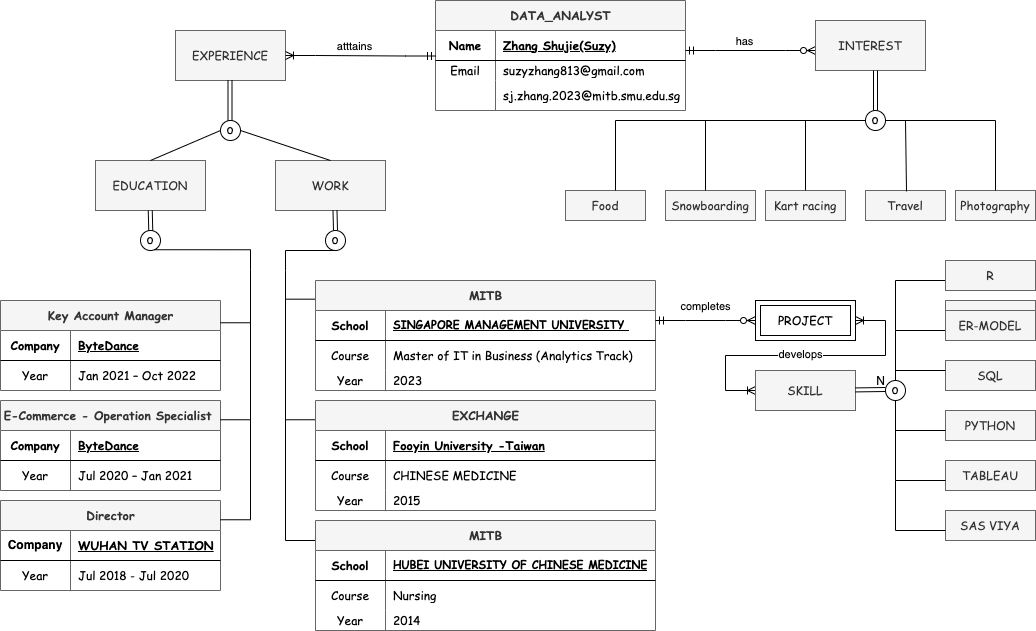 DATA_ANALYST
Name
Zhang Shujie(Suzy)
Email
suzyzhang813@gmail.com
sj.zhang.2023@mitb.smu.edu.sg
EXPERIENCE
atttains
has
INTEREST
o
o
EDUCATION
WORK
Food
Snowboarding
Kart racing
Travel
Photography
o
o
Key Account Manager
Company
ByteDance
Year
Jan 2021 – Oct 2022
E-Commerce - Operation Specialist
Company
ByteDance
Year
Jul 2020 – Jan 2021
Director
Company
WUHAN TV STATION
Year
Jul 2018 - Jul 2020
MITB
School
SINGAPORE MANAGEMENT UNIVERSITY
Course
Master of IT in Business (Analytics Track)
Year
2023
EXCHANGE
School
Fooyin University -Taiwan
Course
CHINESE MEDICINE
Year
2015
MITB
School
HUBEI UNIVERSITY OF CHINESE MEDICINE
Course
Nursing
Year
2014
completes
PROJECT
develops
SKILL
N
o
R
ER-MODEL
SQL
PYTHON
TABLEAU
SAS VIYA